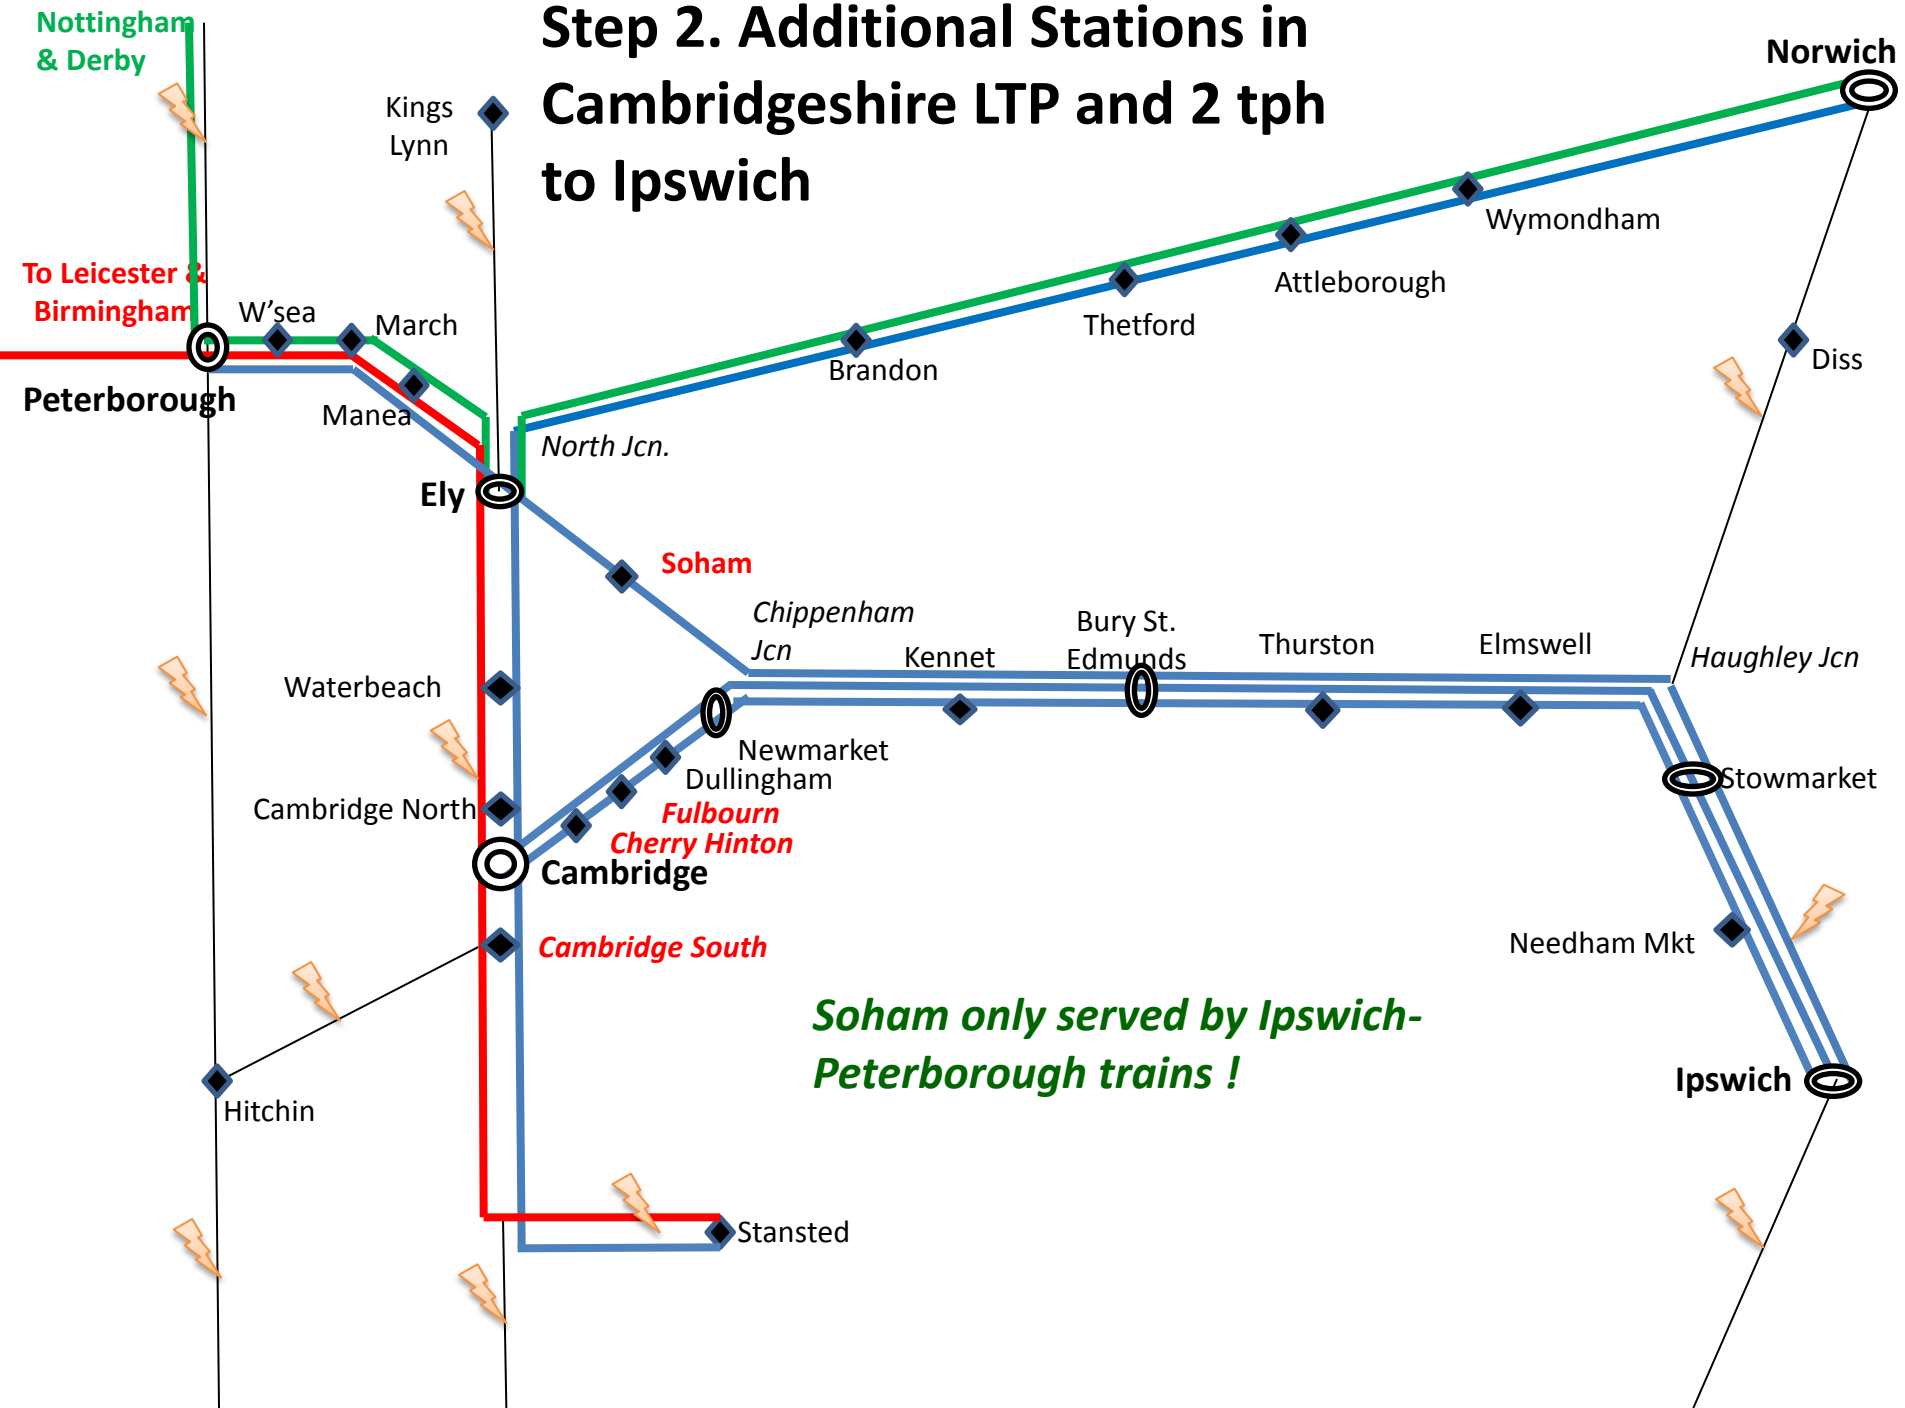 Step 2. Additional Stations in
Cambridgeshire LTP and 2 tph
to Ipswich
Nottingham
& Derby
Norwich
Kings
Lynn
Wymondham
To Leicester &
Birmingham
W'sea
March
Attleborough
Thetford
Diss
Brandon
Peterborough
Manea
North Jcn.
Ely
Soham
Chippenham
Jcn
Kennet
Bury St.
Edmunds
Thurston
Elmswell
Haughley Jcn
Waterbeach
Newmarket
Dullingham
Stowmarket
Cambridge North
Fulbourn
Cherry Hinton
Cambridge
Cambridge South
Needham Mkt
Soham only served by Ipswich-
Peterborough trains !
Ipswich
Hitchin
Stansted